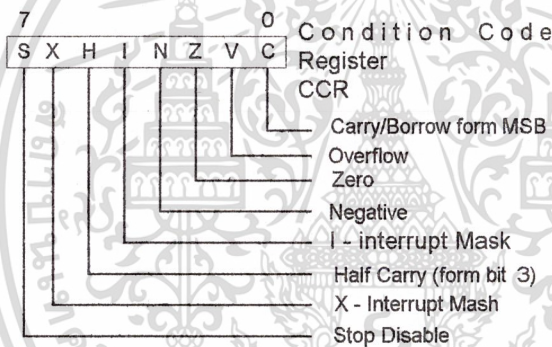 7 0
S X H I N Z V C
Condition Code
Register
CCR
Carry/Borrow form MSB
Overflow
Zero
Negative
I - interrupt Mask
Half Carry (form bit 3)
X - Interrupt Mash
Stop Disable